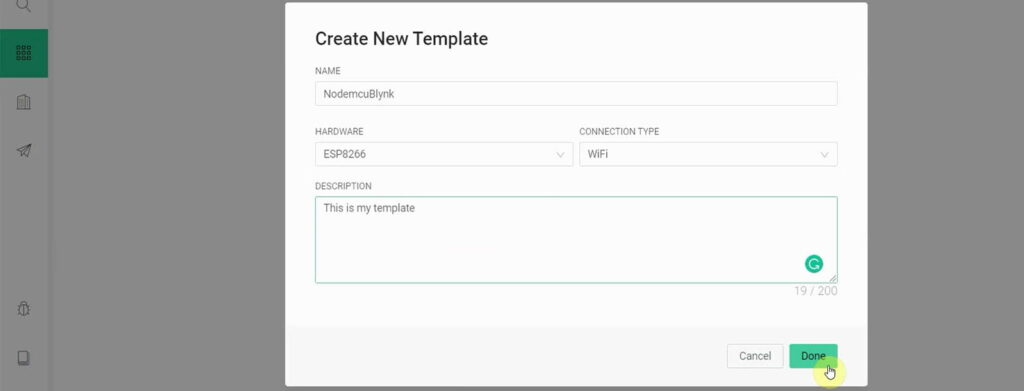 Create New Template
NAME
NodemcuBlynk
HARDWARE
CONNECTION TYPE
ESP8266
WiFi
DESCRIPTION
This is my template
19 / 200
Cancel
Done